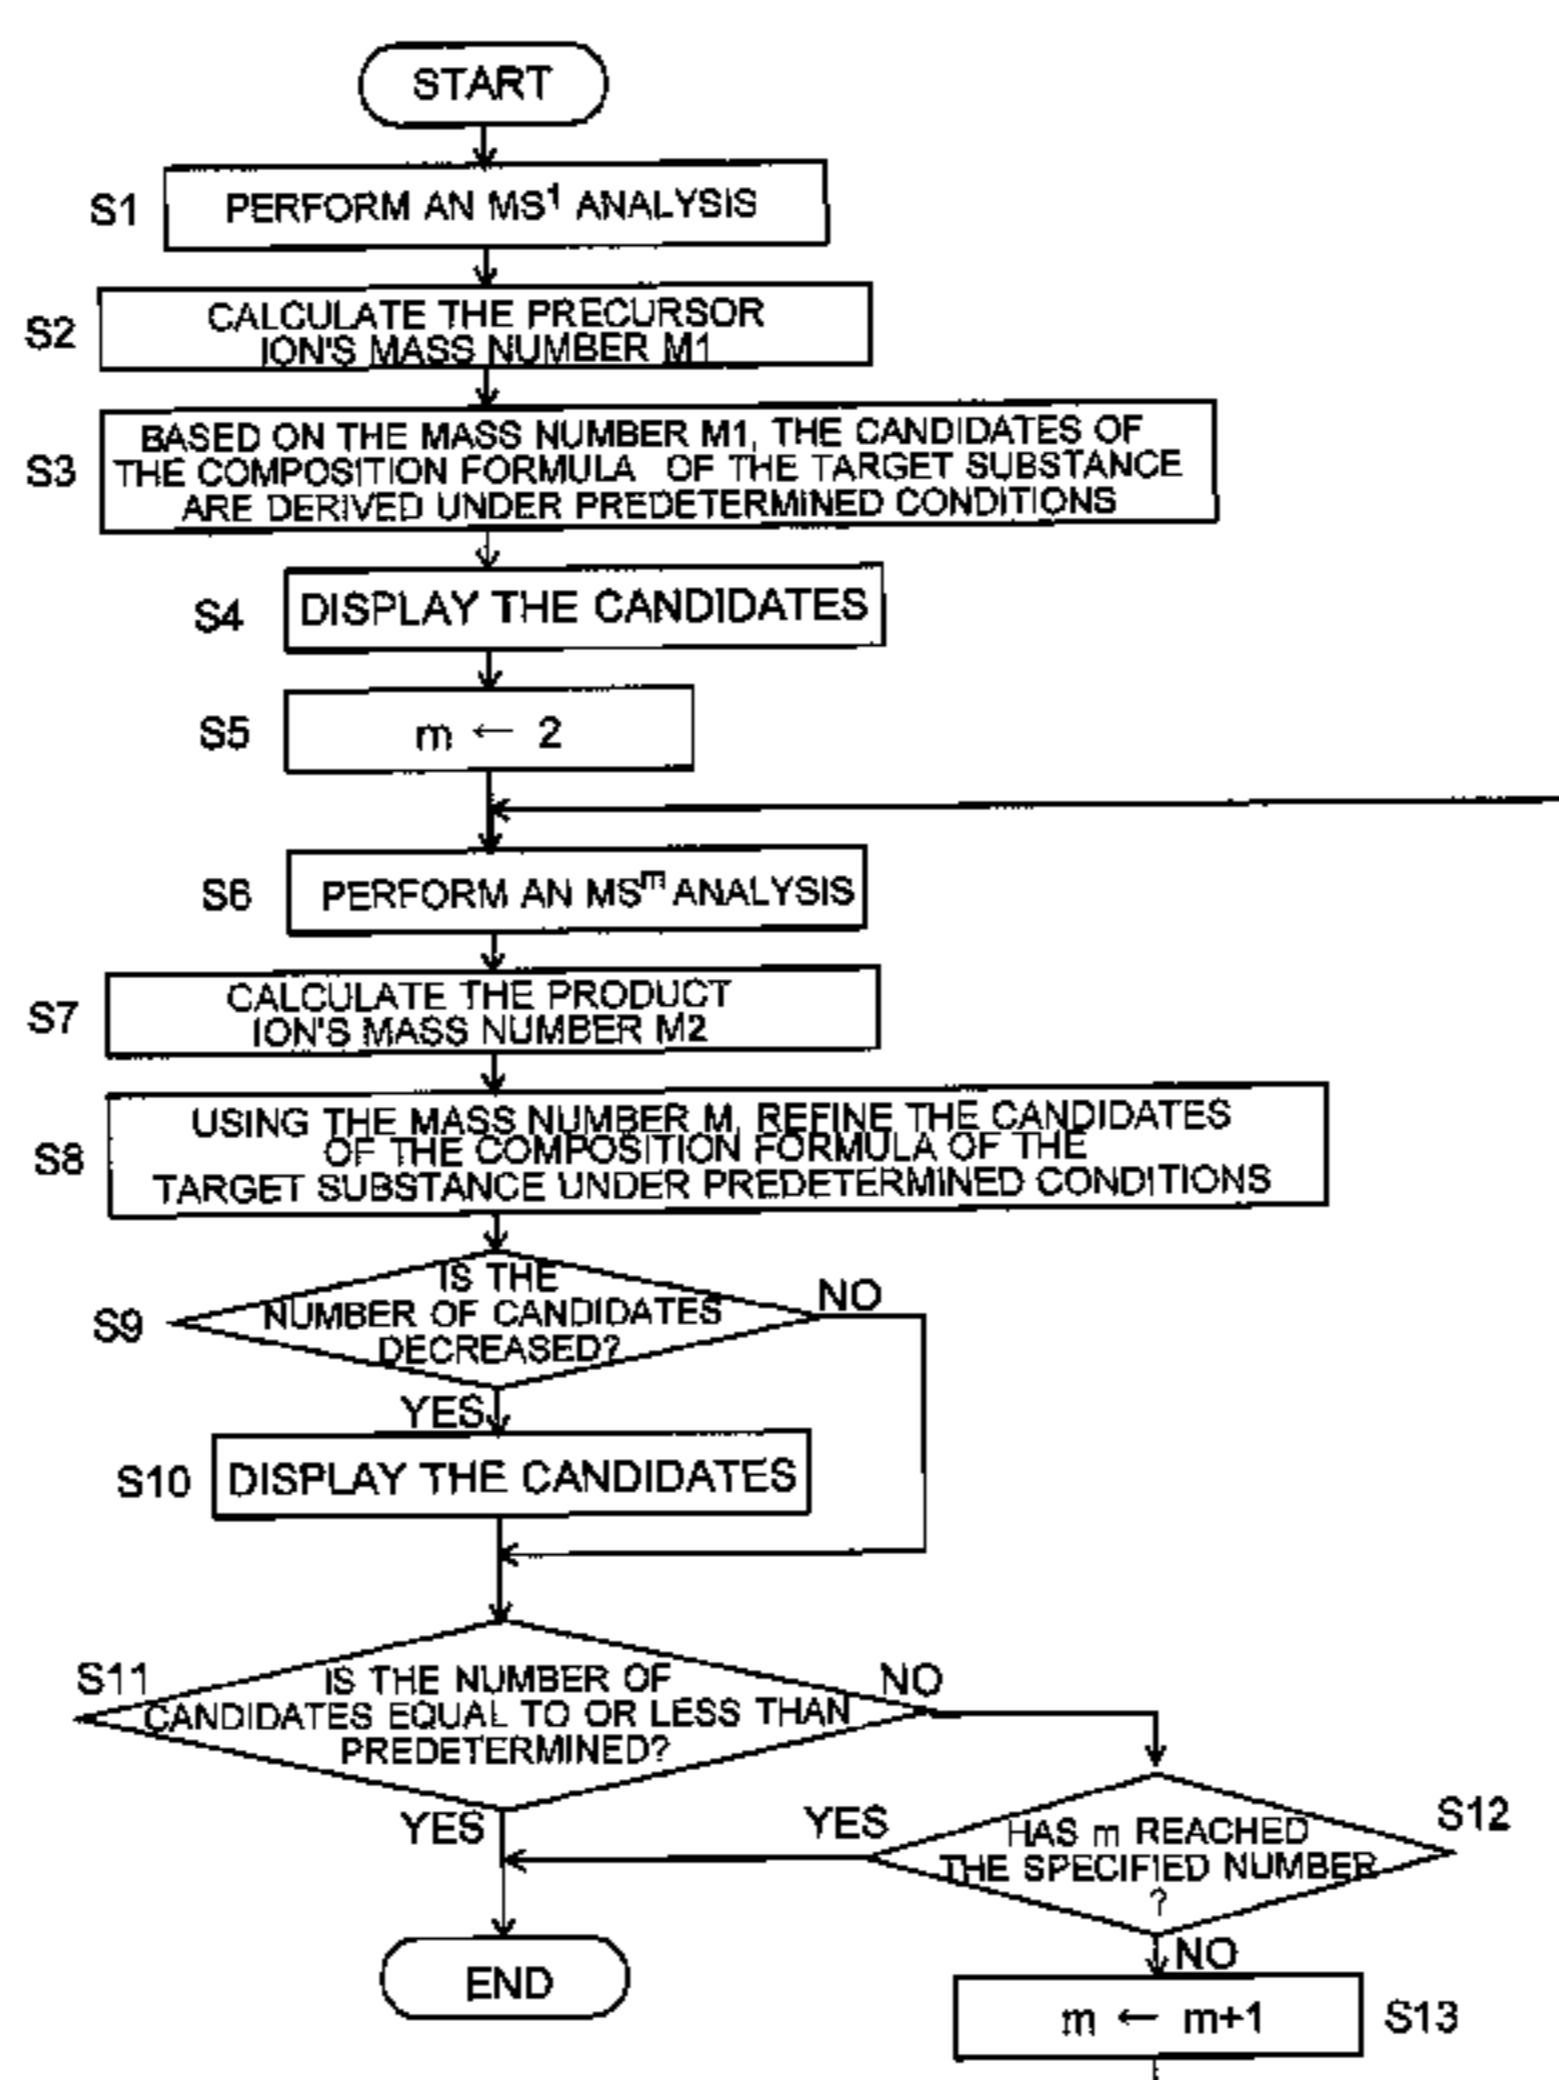 START
S1
PERFORM AN MS¹ ANALYSIS
S2
CALCULATE THE PRECURSOR
ION'S MASS NUMBER M1
S3
BASED ON THE MASS NUMBER M1, THE CANDIDATES OF
THE COMPOSITION FORMULA OF THE TARGET SUBSTANCE
ARE DERIVED UNDER PREDETERMINED CONDITIONS
S4
DISPLAY THE CANDIDATES
S5
m ← 2
S6
PERFORM AN MSᵐ ANALYSIS
S7
CALCULATE THE PRODUCT
ION'S MASS NUMBER M2
S8
USING THE MASS NUMBER M, REFINE THE CANDIDATES
OF THE COMPOSITION FORMULA OF THE
TARGET SUBSTANCE UNDER PREDETERMINED CONDITIONS
S9
IS THE
NUMBER OF CANDIDATES
DECREASED?
NO
YES
S10
DISPLAY THE CANDIDATES
S11
IS THE NUMBER OF
CANDIDATES EQUAL TO OR LESS THAN
PREDETERMINED?
NO
YES
S12
HAS m REACHED
THE SPECIFIED NUMBER
?
YES
NO
END
m ← m+1
S13